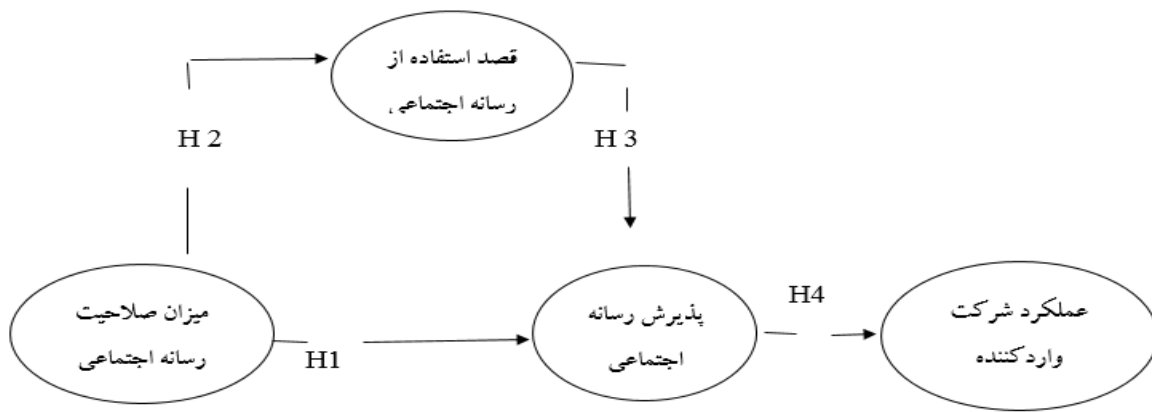 قصد استفاده از
رسانه اجتماعی
H 2
H 3
میزان صلاحیت
رسانه اجتماعی
H1
پذیرش رسانه
اجتماعی
H4
عملکرد شرکت
واردکننده